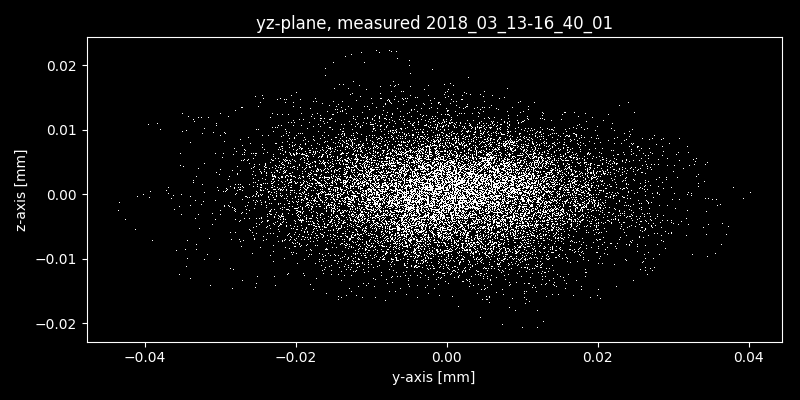 yz-plane, measured 2018_03_13-16_40_01
z-axis [mm]
0.02
0.01
0.00
−0.01
−0.02
−0.04 −0.02 0.00 0.02 0.04
y-axis [mm]